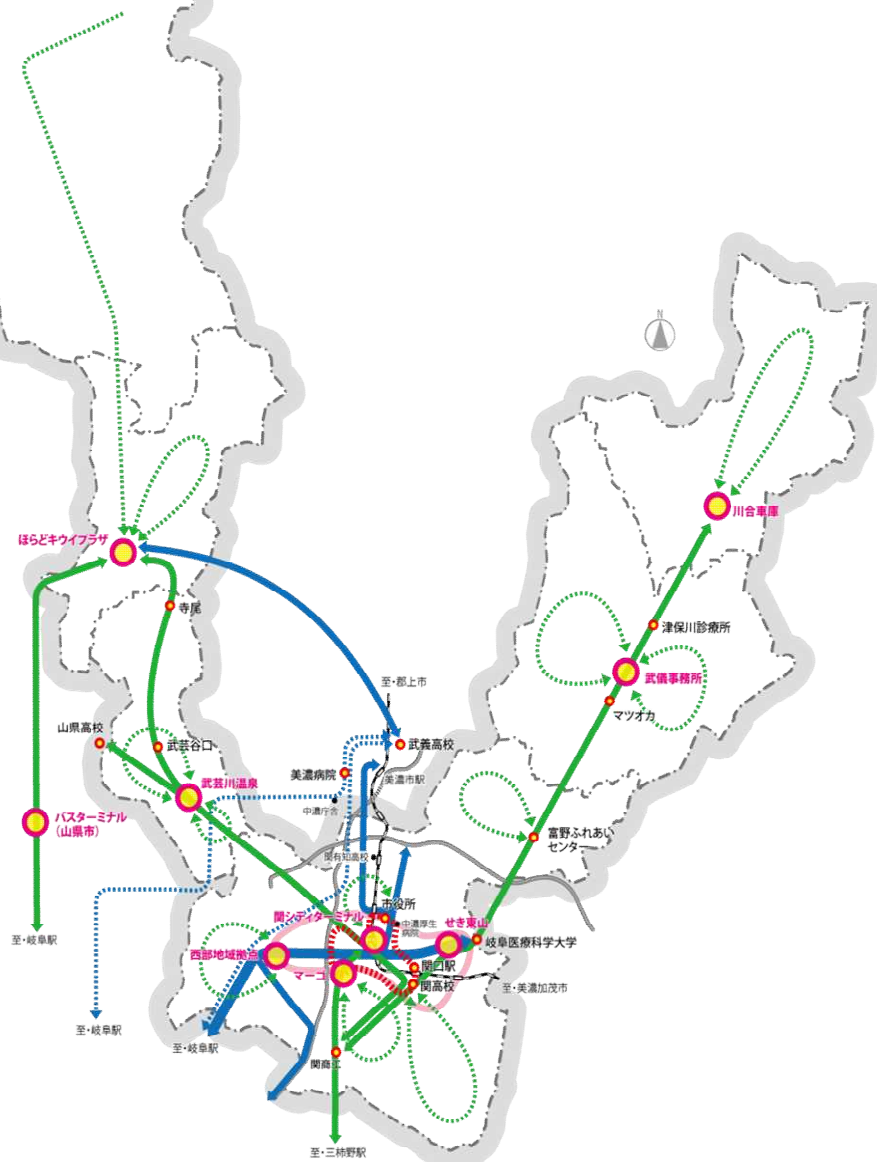 N
川合車庫
ほらどキウイプラザ
寺尾
津保川診療所
武儀事務所
至・郡上市
マツオカ
山県高校
武芸谷口
武義高校
美濃病院
美濃市駅
武芸川温泉
中濃庁舎
バスターミナル
(山県市)
富野ふれあい
センター
関有知高校
市役所
関シティターミナル
中濃厚生
病院
せき東山
至・岐阜駅
岐阜医療科学大学
西部地域拠点
マーゴ
関口駅
関高校
至・美濃加茂市
至・岐阜駅
至・岐阜駅
関商工
至・三柿野駅